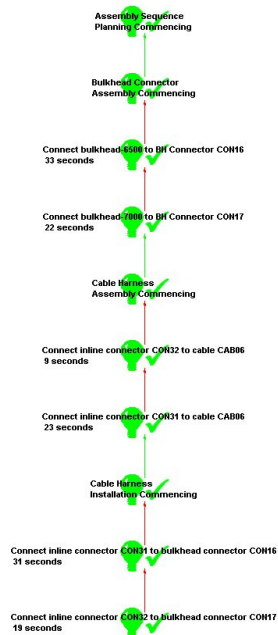 Assembly Sequence
Planning Commencing
Bulkhead Connector
Assembly Commencing
Connect bulkhead-6500 to BH Connector CON16
33 seconds
Connect bulkhead-7000 to BH Connector CON17
22 seconds
Cable Harness
Assembly Commencing
Connect inline connector CON32 to cable CAB06
9 seconds
Connect inline connector CON31 to cable CAB06
23 seconds
Cable Harness
Installation Commencing
Connect inline connector CON31 to bulkhead connector CON16
31 seconds
Connect inline connector CON32 to bulkhead connector CON17
19 seconds